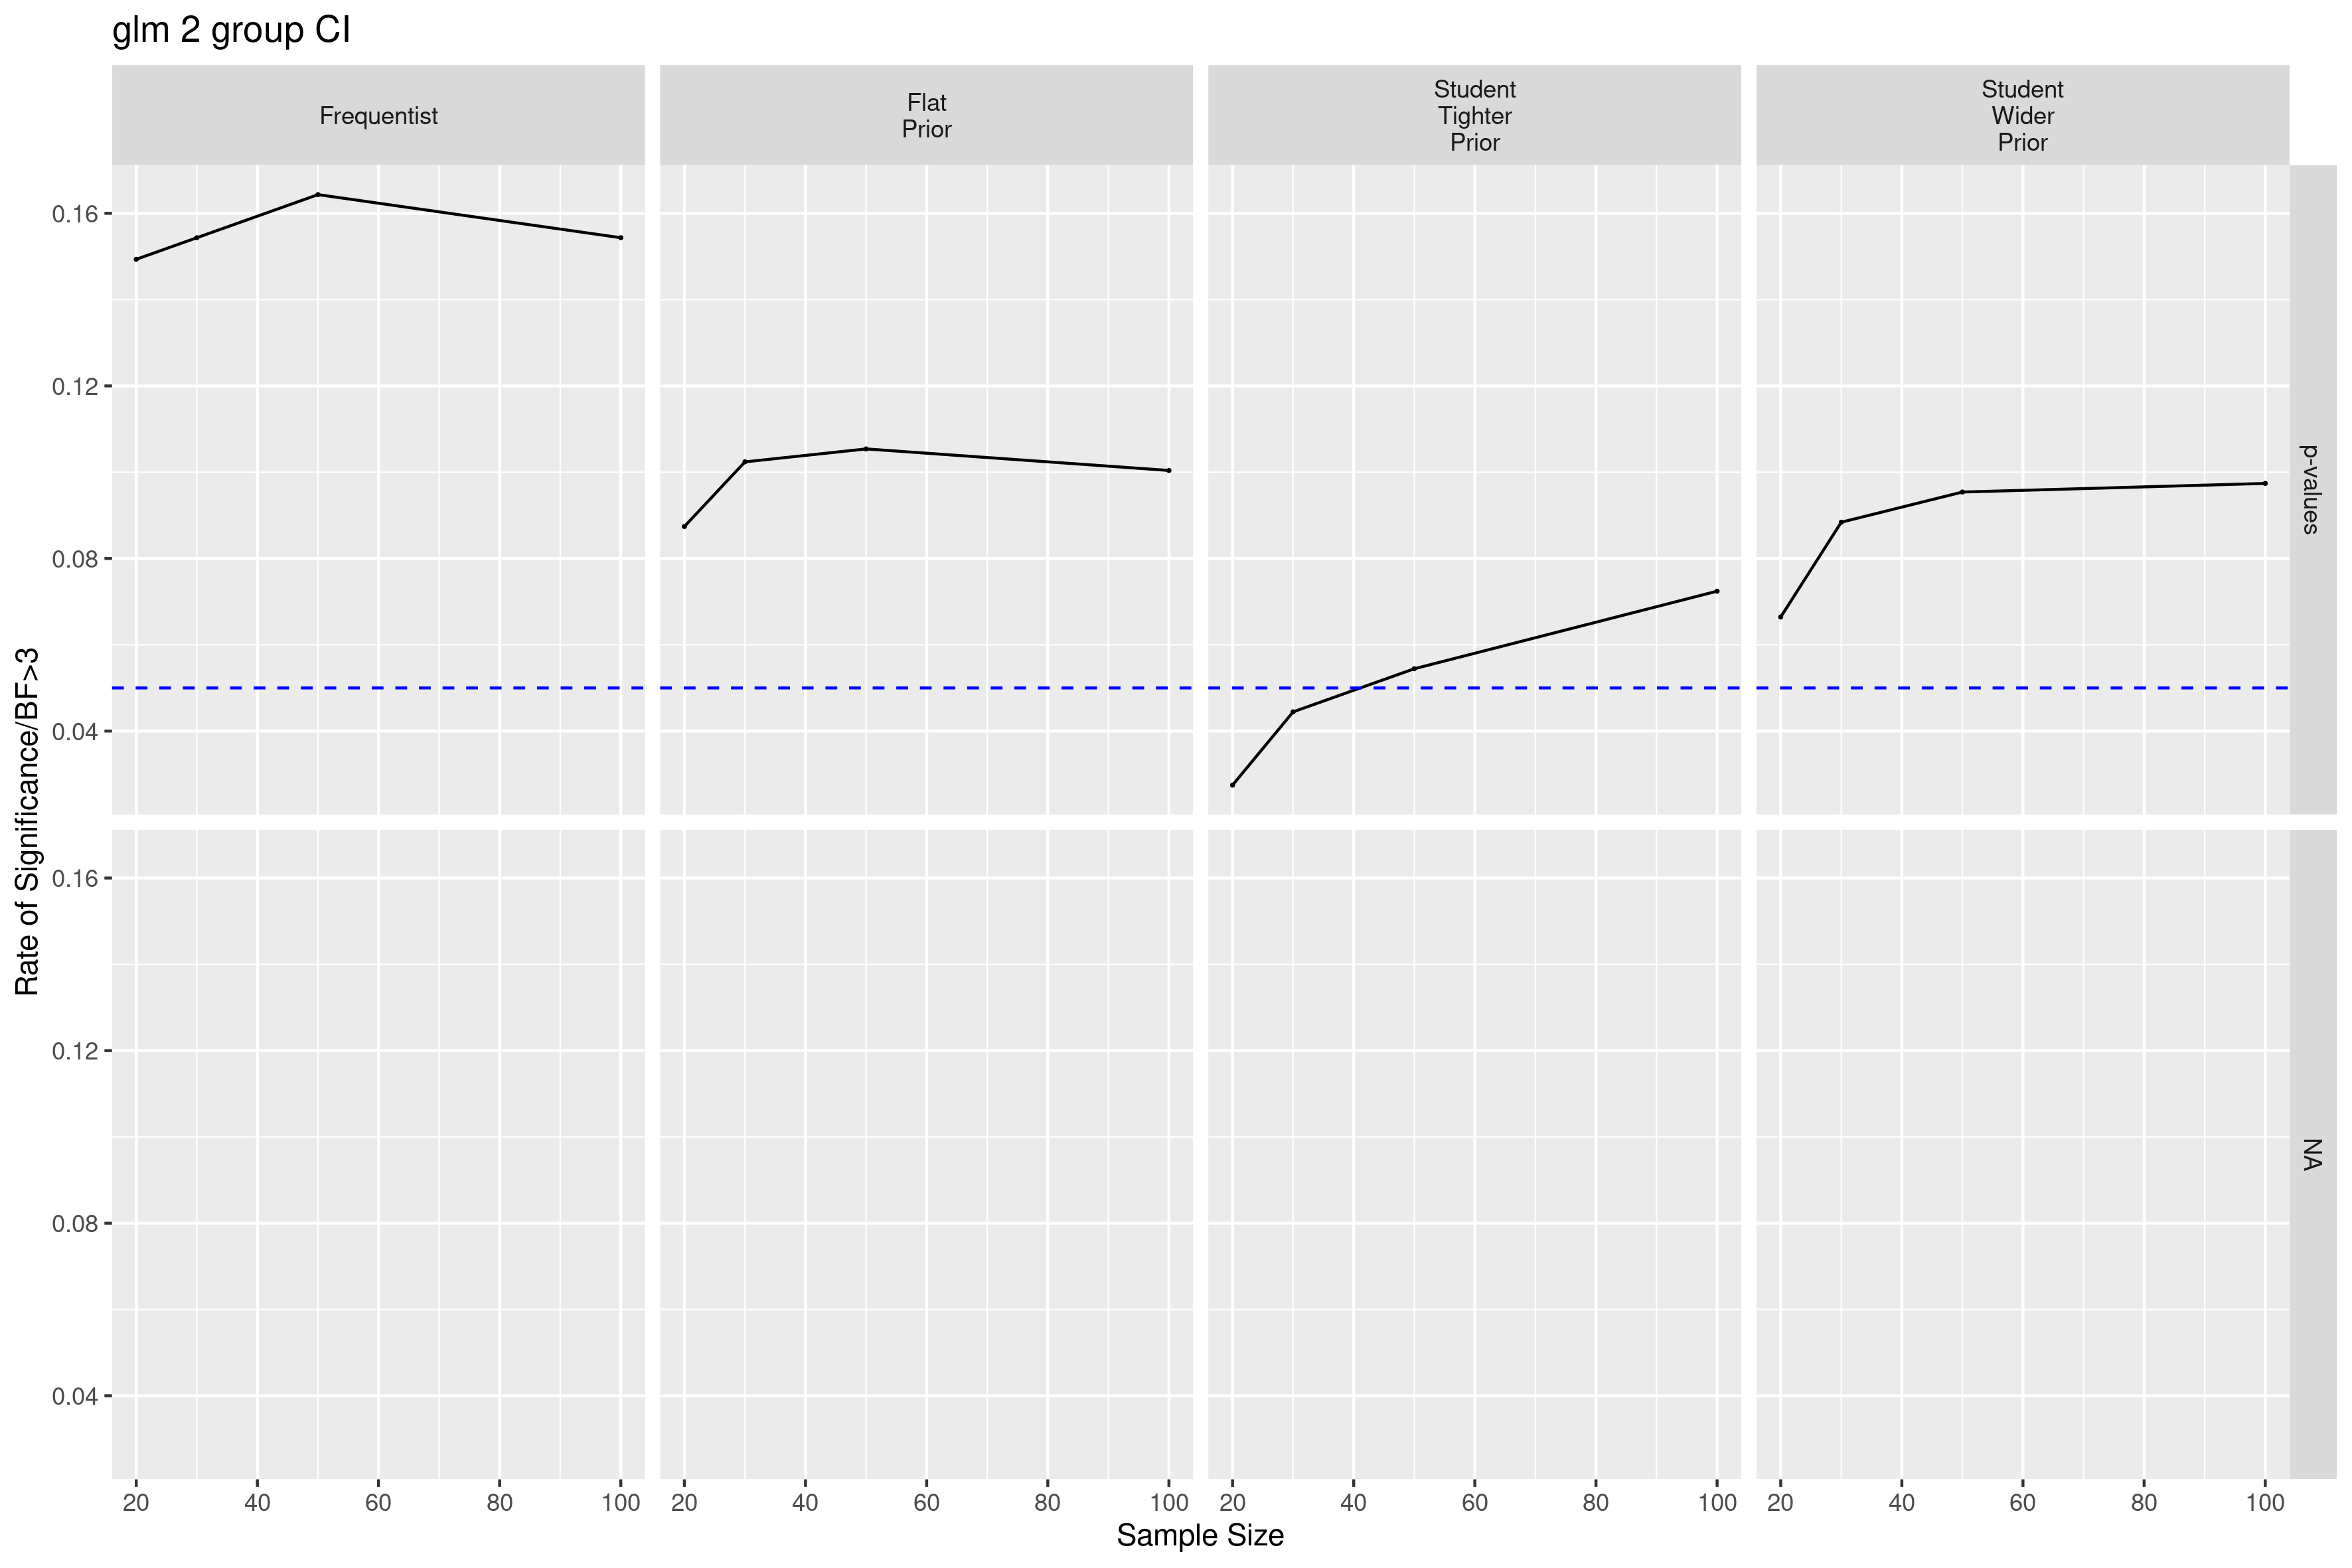 glm 2 group CI
Frequentist
Flat
Prior
Student
Tighter
Prior
Student
Wider
Prior
0.16
0.12
0.08
0.04
p-values
Rate of Significance/BF>3
0.16
0.12
0.08
0.04
NA
20 40 60 80 100 20 40 60 80 100 20 40 60 80 100 20 40 60 80 100
Sample Size